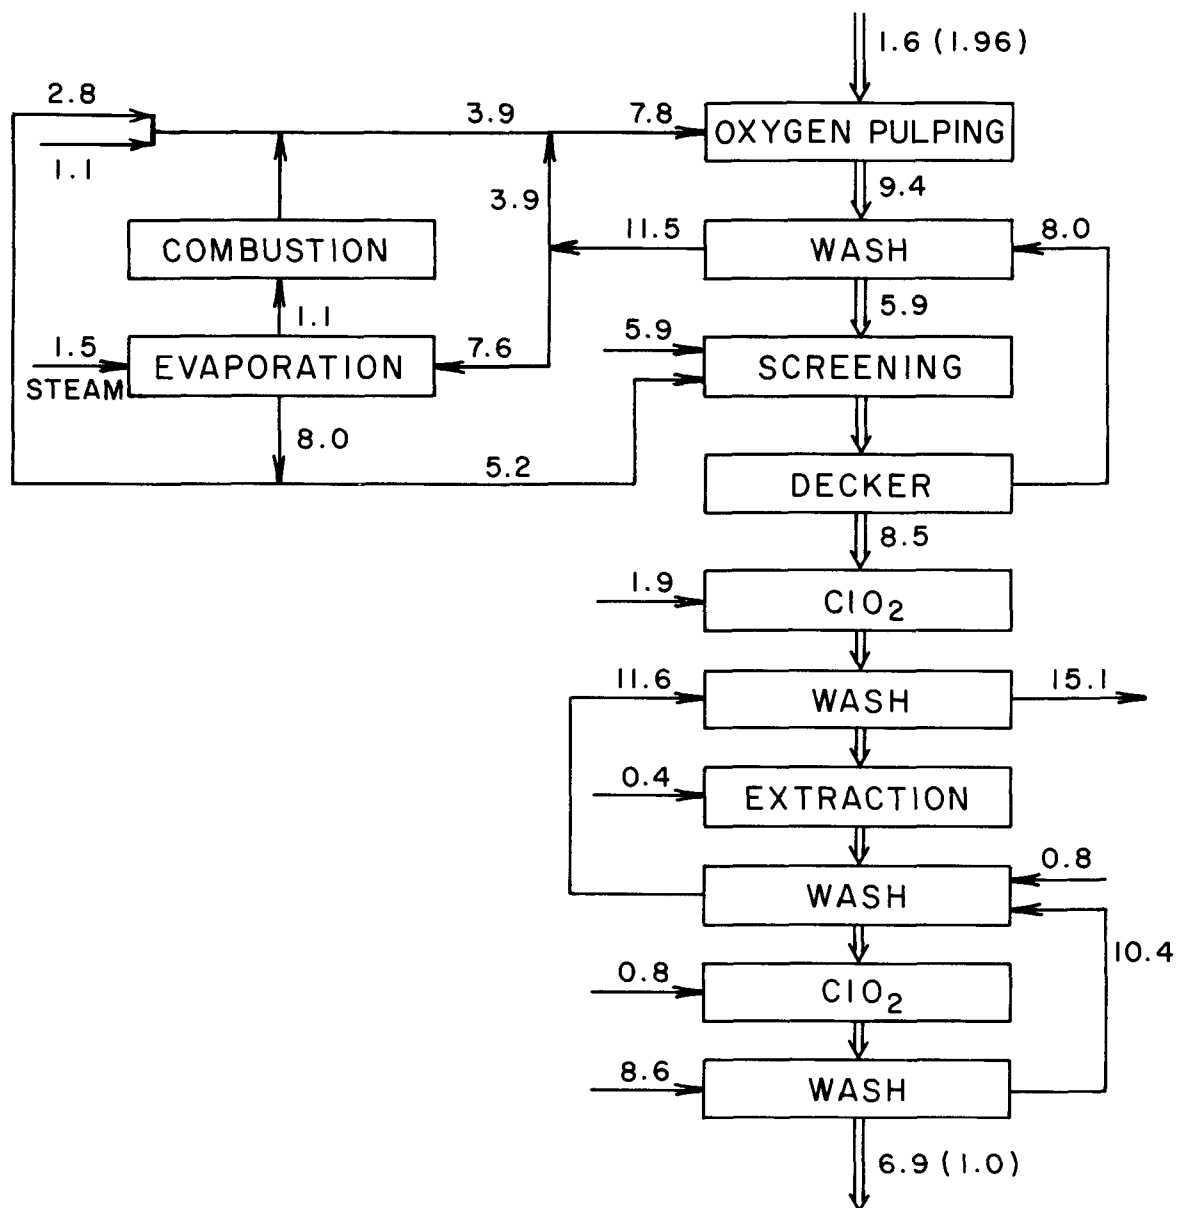 1.6 (1.96)
2.8
3.9
7.8
OXYGEN PULPING
1.1
9.4
3.9
11.5
8.0
COMBUSTION
WASH
1.1
5.9
1.5
EVAPORATION
7.6
5.9
SCREENING
STEAM
8.0
5.2
DECKER
8.5
1.9
ClO2
11.6
WASH
15.1
0.4
EXTRACTION
0.8
WASH
10.4
0.8
ClO2
8.6
WASH
6.9 (1.0)